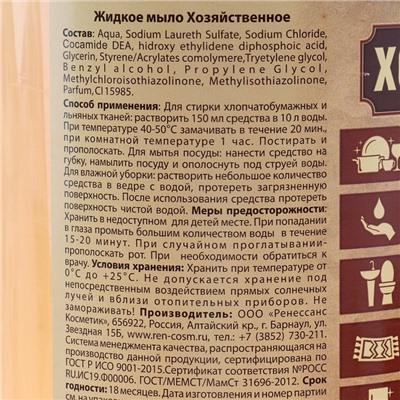 Жидкое мыло Хозяйственное
Состав: Aqua, Sodium Laureth Sulfate, Sodium Chloride,
Cocamide DEA, hidroxy ethylidene diphosphoic acid,
Glycerin, Styrene/Acrylates comolymere,Tryetylene glycol,
Benzyl alcohol, Propylene Glycol,
Methylchloroisothiazolinone, Methylisothiazolinone,
Parfum,CI 15985.
Способ применения: Для стирки хлопчатобумажных и
льняных тканей: растворить 150 мл средства в 10 л воды.
При температуре 40-50°С замачивать в течение 20 мин.,
при комнатной температуре 1 час. Постирать и
прополоскать. Для мытья посуды: нанести средство на
губку, намылить посуду и ополоснуть под струей воды.
Для влажной уборки: растворить небольшое количество
средства в ведре с водой, протереть загрязненную
поверхность. После использования средства протереть
поверхность чистой водой. Меры предосторожности:
Хранить в недоступном для детей месте. При попадании
в глаза промыть большим количеством воды в течение
15-20 минут. При случайном проглатывании-
прополоскать рот. При необходимости обратиться к
врачу. Условия хранения: Хранить при температуре от
0°С до +25°С. Не допускается хранение под
непосредственным воздействием прямых солнечных
лучей и вблизи отопительных приборов. Не
замораживать! Производитель: ООО «Ренессанс
Косметик», 656922, Россия, Алтайский кр., г. Барнаул, ул.
Звездная 15Б, www.ren-cosm.ru, тел.: +7 (3852) 730-211.
Система менеджмента качества, распространяющаяся на
производство данной продукции, сертифицирована по
ГОСТ Р ИСО 9001-2015.Сертификат соответствия №РОСС
RU.ИС19.К00006. ГОСТ/МЕМСТ/МамСт 31696-2012. Срок
годности: 18 месяцев. Дата изготовления и номер партии
ХО